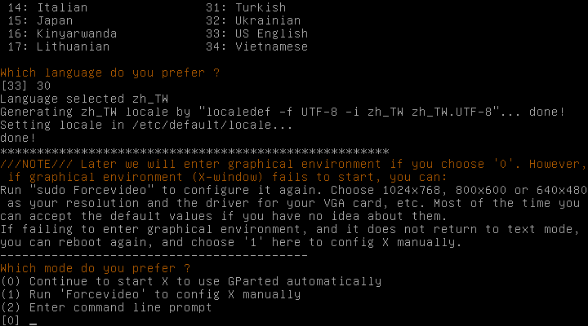 14: Italian 31: Turkish
15: Japan 32: Ukrainian
16: Kinyarwanda 33: US English
17: Lithuanian 34: Vietnamese
Which language do you prefer ?
[33] 30
Language selected zh_TW
Generating zh_TW locale by "localedef -f UTF-8 -i zh_TW zh_TW.UTF-8"... done!
Setting locale in /etc/default/locale...
done!
*****************************************************
///NOTE/// Later we will enter graphical environment if you choose '0'. However,
if graphical environment (X-window) fails to start, you can:
Run "sudo Forcevideo" to configure it again. Choose 1024x768, 800x600 or 640x480
as your resolution and the driver for your VGA card, etc. Most of the time you
can accept the default values if you have no idea about them.
If failing to enter graphical environment, and it does not return to text mode,
you can reboot again, and choose '1' here to config X manually.
------------------------------------------
Which mode do you prefer ?
(0) Continue to start X to use GParted automatically
(1) Run 'Forcevideo' to config X manually
(2) Enter command line prompt
[0] _